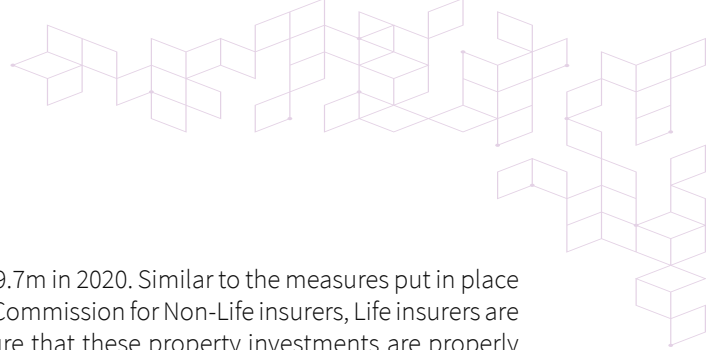 9.7m in 2020. Similar to the measures put in place
Commission for Non-Life insurers, Life insurers are
ure that these property investments are properly